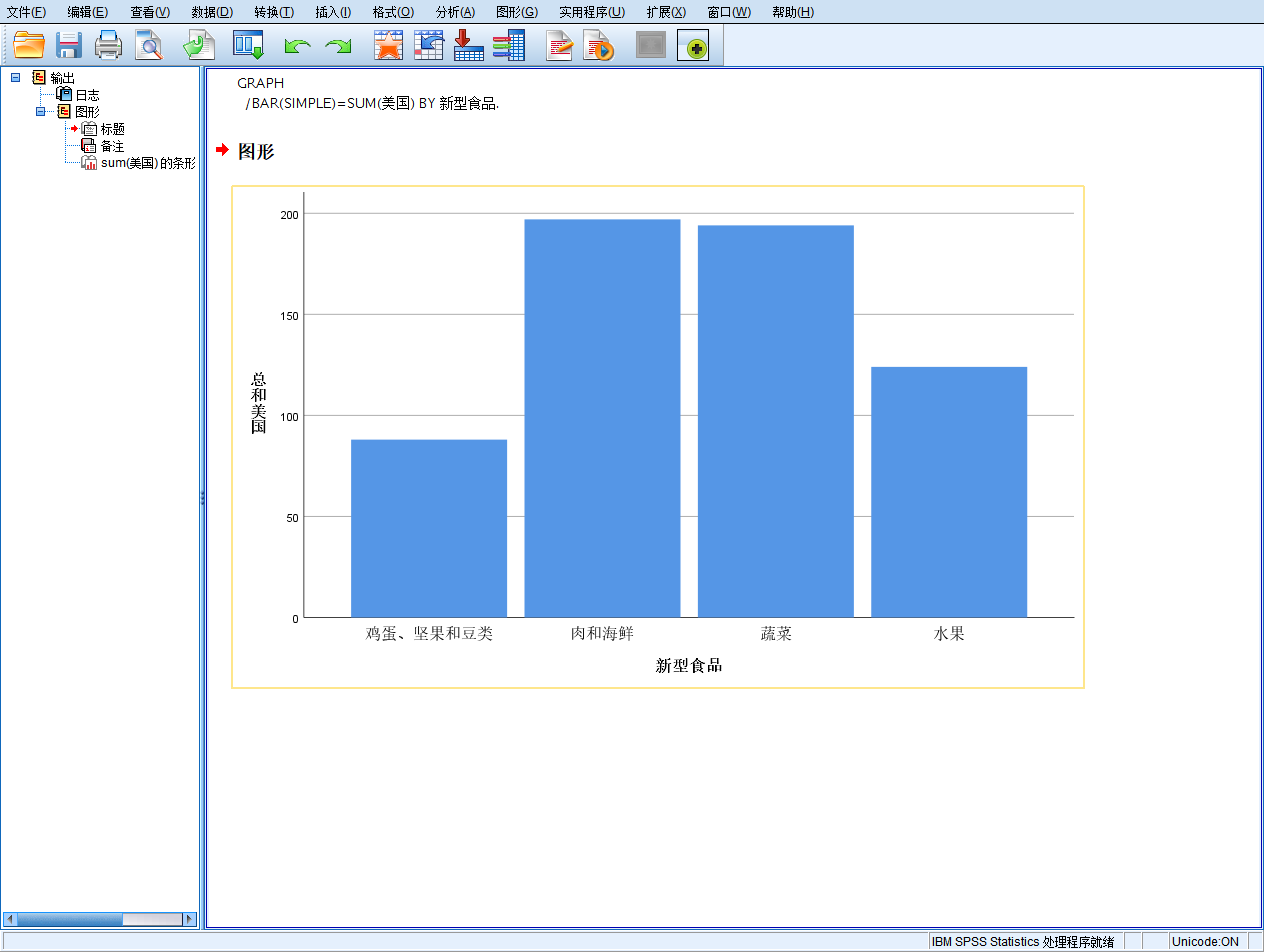 文件(F) 编辑(E) 查看(V) 数据(D) 转换(T) 插入(I) 格式(O) 分析(A) 图形(G) 实用程序(U) 扩展(X) 窗口(W) 帮助(H)
输出
日志
图形
标题
备注
sum(美国)的条形
GRAPH
/BAR(SIMPLE)=SUM(美国) BY 新型食品.
图形
200
150
100
50
0
总和美国
鸡蛋、坚果和豆类 肉和海鲜 蔬菜 水果
新型食品
IBM SPSS Statistics 处理程序就绪 Unicode:ON